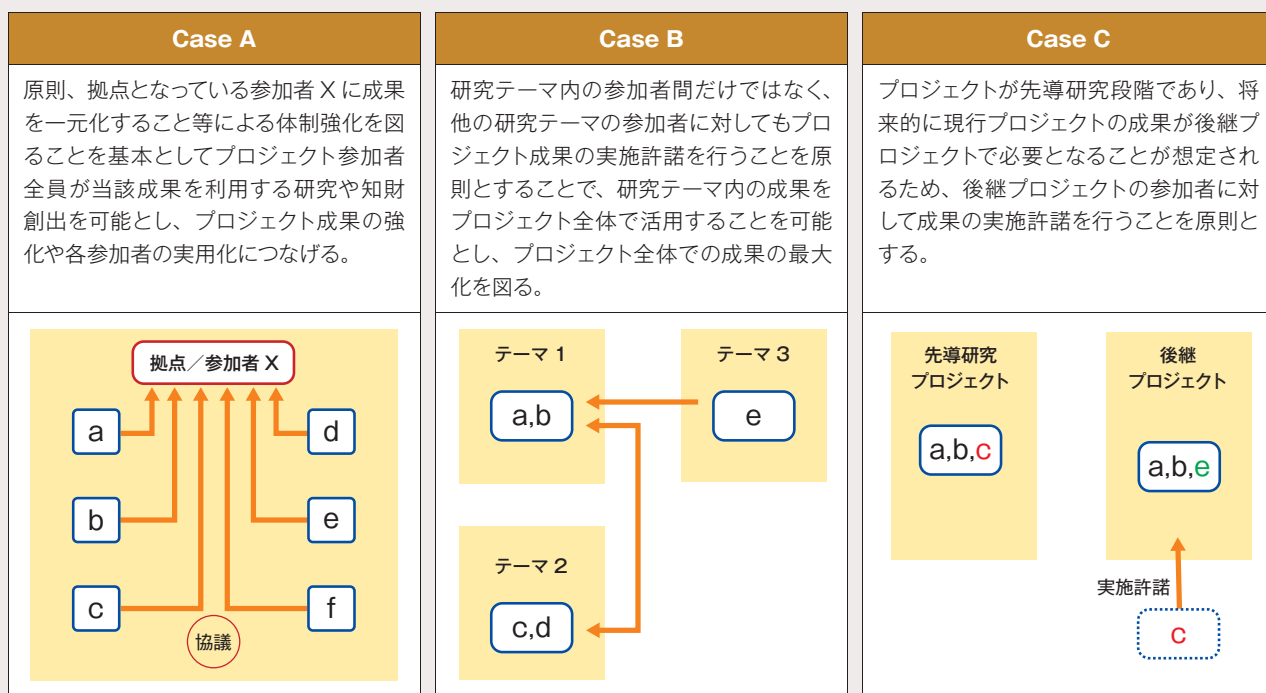 Case A
原則、拠点となっている参加者 X に成果
を一元化すること等による体制強化を図
ることを基本としてプロジェクト参加者
全員が当該成果を利用する研究や知財
創出を可能とし、プロジェクト成果の強
化や各参加者の実用化につなげる。
拠点／参加者 X
a
d
b
e
c
f
協議
Case B
研究テーマ内の参加者間だけではなく、
他の研究テーマの参加者に対してもプロ
ジェクト成果の実施許諾を行うことを原
則とすることで、研究テーマ内の成果を
プロジェクト全体で活用することを可能
とし、プロジェクト全体での成果の最大
化を図る。
テーマ 1
テーマ 3
a,b
e
テーマ 2
c,d
Case C
プロジェクトが先導研究段階であり、将
来的に現行プロジェクトの成果が後継プ
ロジェクトで必要となることが想定され
るため、後継プロジェクトの参加者に対
して成果の実施許諾を行うことを原則と
する。
先導研究
プロジェクト
後継
プロジェクト
a,b,c
a,b,e
実施許諾
c